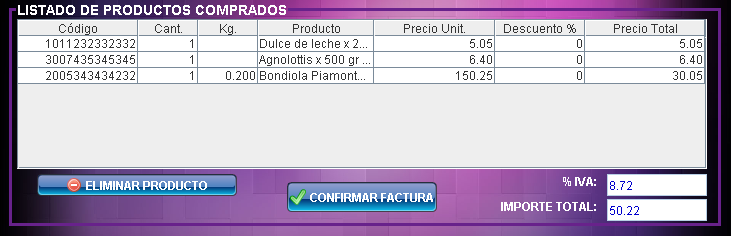 LISTADO DE PRODUCTOS COMPRADOS
Código Cant. Kg. Producto Precio Unit. Descuento % Precio Total
1011232332332 1 Dulce de leche x 2... 5.05 0 5.05
3007435345345 1 Agnolottis x 500 gr ... 6.40 0 6.40
2005343434232 1 0.200 Bondiola Piamont... 150.25 0 30.05
ELIMINAR PRODUCTO
CONFIRMAR FACTURA
% IVA: 8.72
IMPORTE TOTAL: 50.22